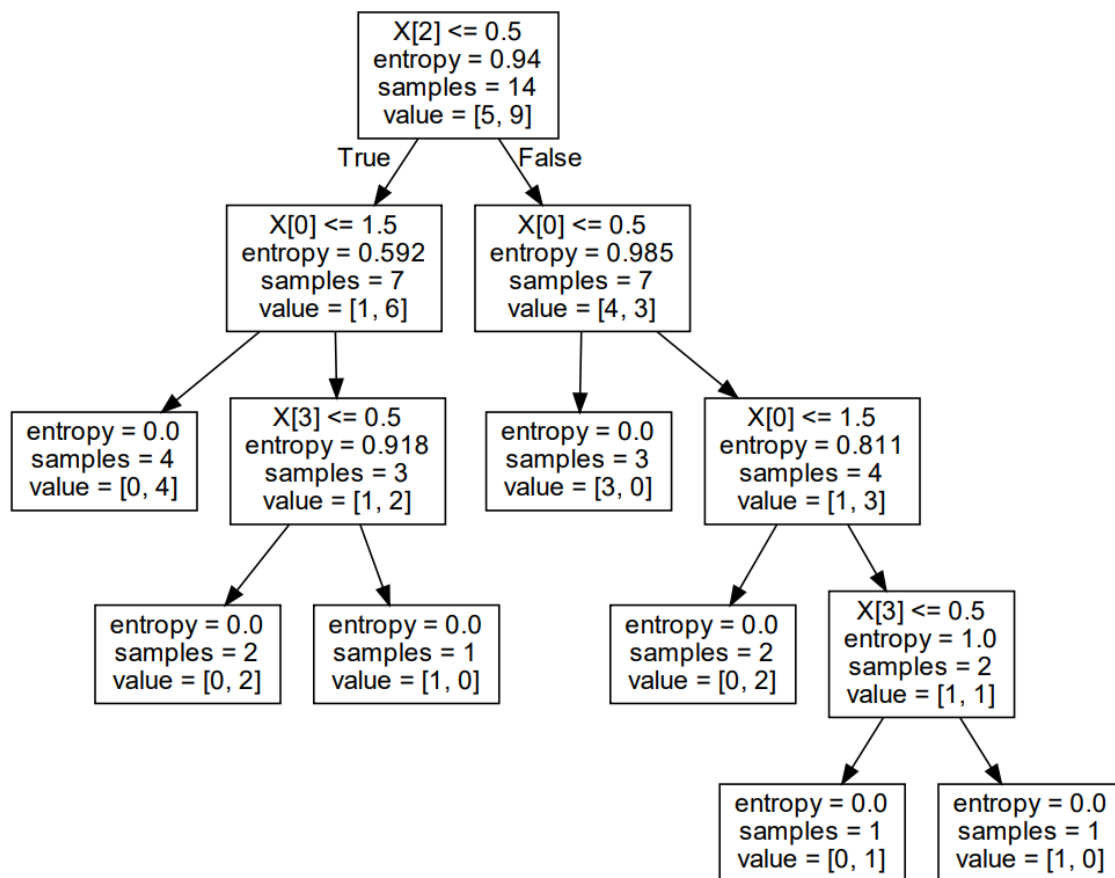 X[2] <= 0.5
entropy = 0.94
samples = 14
value = [5, 9]
True
False
X[0] <= 1.5
entropy = 0.592
samples = 7
value = [1, 6]
X[0] <= 0.5
entropy = 0.985
samples = 7
value = [4, 3]
entropy = 0.0
samples = 4
value = [0, 4]
X[3] <= 0.5
entropy = 0.918
samples = 3
value = [1, 2]
entropy = 0.0
samples = 3
value = [3, 0]
X[0] <= 1.5
entropy = 0.811
samples = 4
value = [1, 3]
entropy = 0.0
samples = 2
value = [0, 2]
entropy = 0.0
samples = 1
value = [1, 0]
entropy = 0.0
samples = 2
value = [0, 2]
X[3] <= 0.5
entropy = 1.0
samples = 2
value = [1, 1]
entropy = 0.0
samples = 1
value = [0, 1]
entropy = 0.0
samples = 1
value = [1, 0]